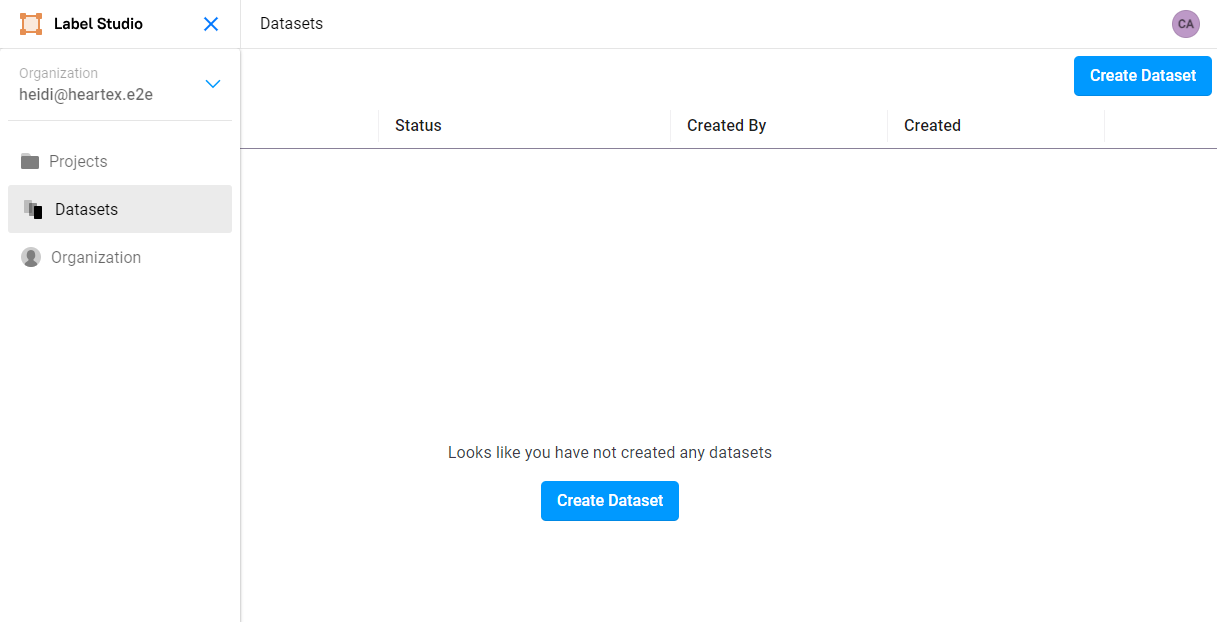 Label Studio
Datasets
CA
Organization
heidi@heartex.e2e
Create Dataset
Status
Created By
Created
Projects
Datasets
Organization
Looks like you have not created any datasets
Create Dataset